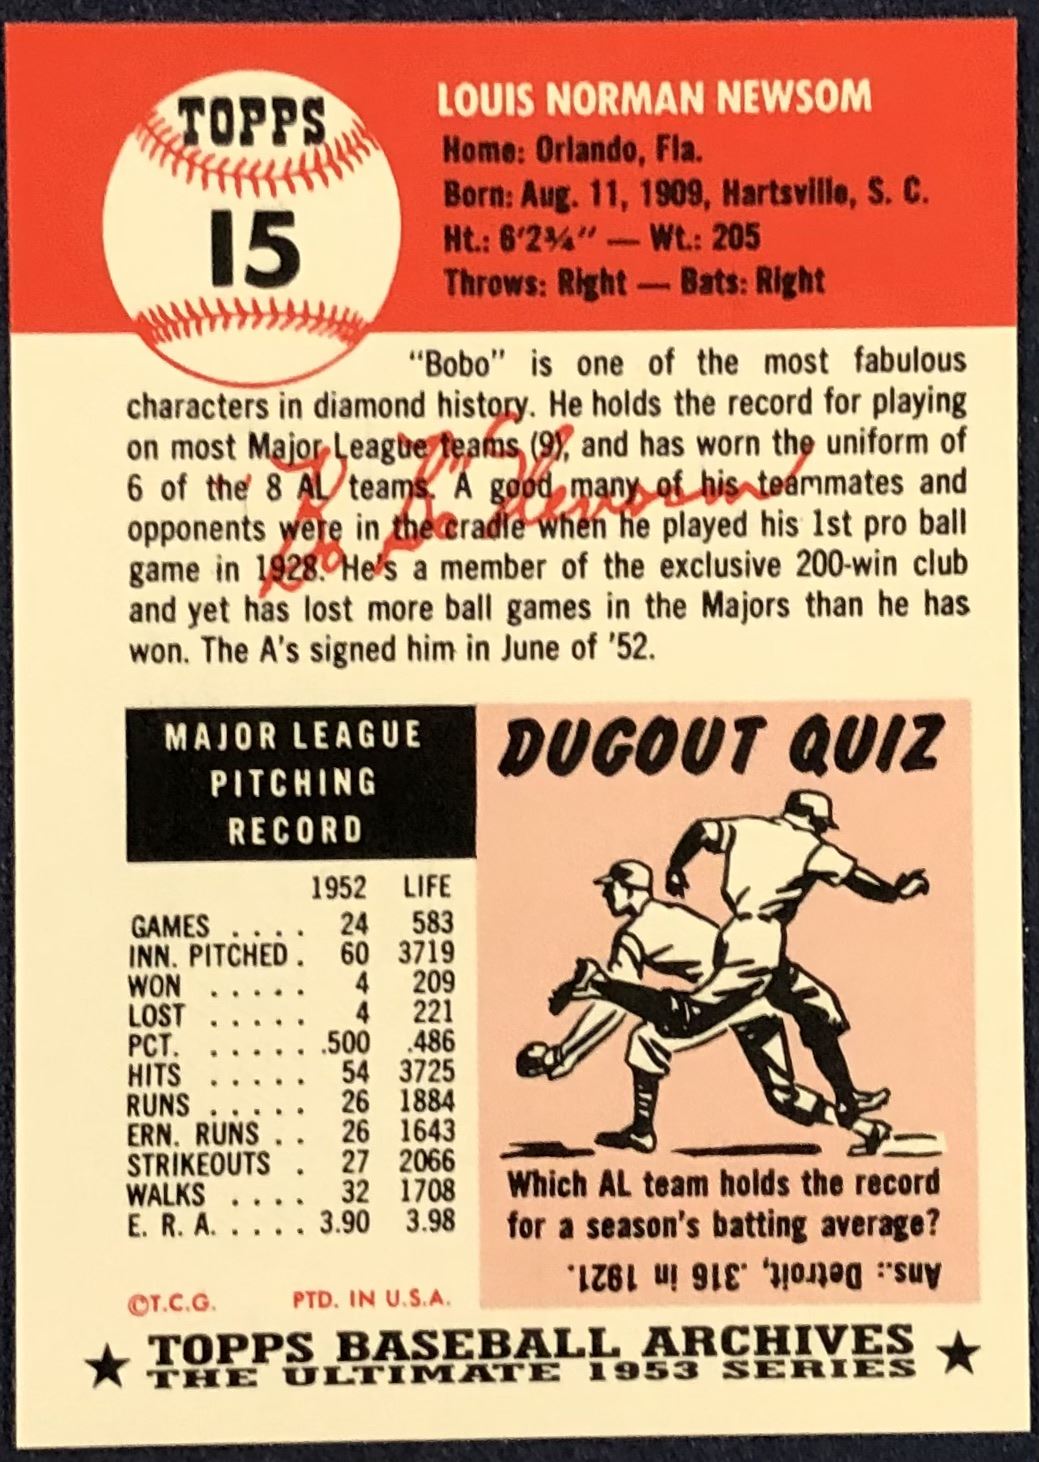 TOPPS
15
LOUIS NORMAN NEWSOM
Home: Orlando, Fla.
Born: Aug. 11, 1909, Hartsville, S. C.
Ht.: 6'2¾" — Wt.: 205
Throws: Right — Bats: Right
"Bobo" is one of the most fabulous
characters in diamond history. He holds the record for playing
on most Major League teams (9), and has worn the uniform of
6 of the 8 AL teams. A good many of his teammates and
opponents were in the cradle when he played his 1st pro ball
game in 1928. He's a member of the exclusive 200-win club
and yet has lost more ball games in the Majors than he has
won. The A's signed him in June of '52.
Bo Bo Newsom
MAJOR LEAGUE
PITCHING
RECORD
1952 LIFE
GAMES . . . . 24 583
INN. PITCHED . 60 3719
WON . . . . . 4 209
LOST . . . . . 4 221
PCT. . . . . . .500 .486
HITS . . . . . 54 3725
RUNS . . . . . 26 1884
ERN. RUNS . . 26 1643
STRIKEOUTS . 27 2066
WALKS . . . . 32 1708
E. R. A. . . . . 3.90 3.98
DUGOUT QUIZ
Which AL team holds the record
for a season's batting average?
Ans.: Detroit, .316 in 1921.
©T.C.G. PTD. IN U.S.A.
★ TOPPS BASEBALL ARCHIVES ★
THE ULTIMATE 1953 SERIES